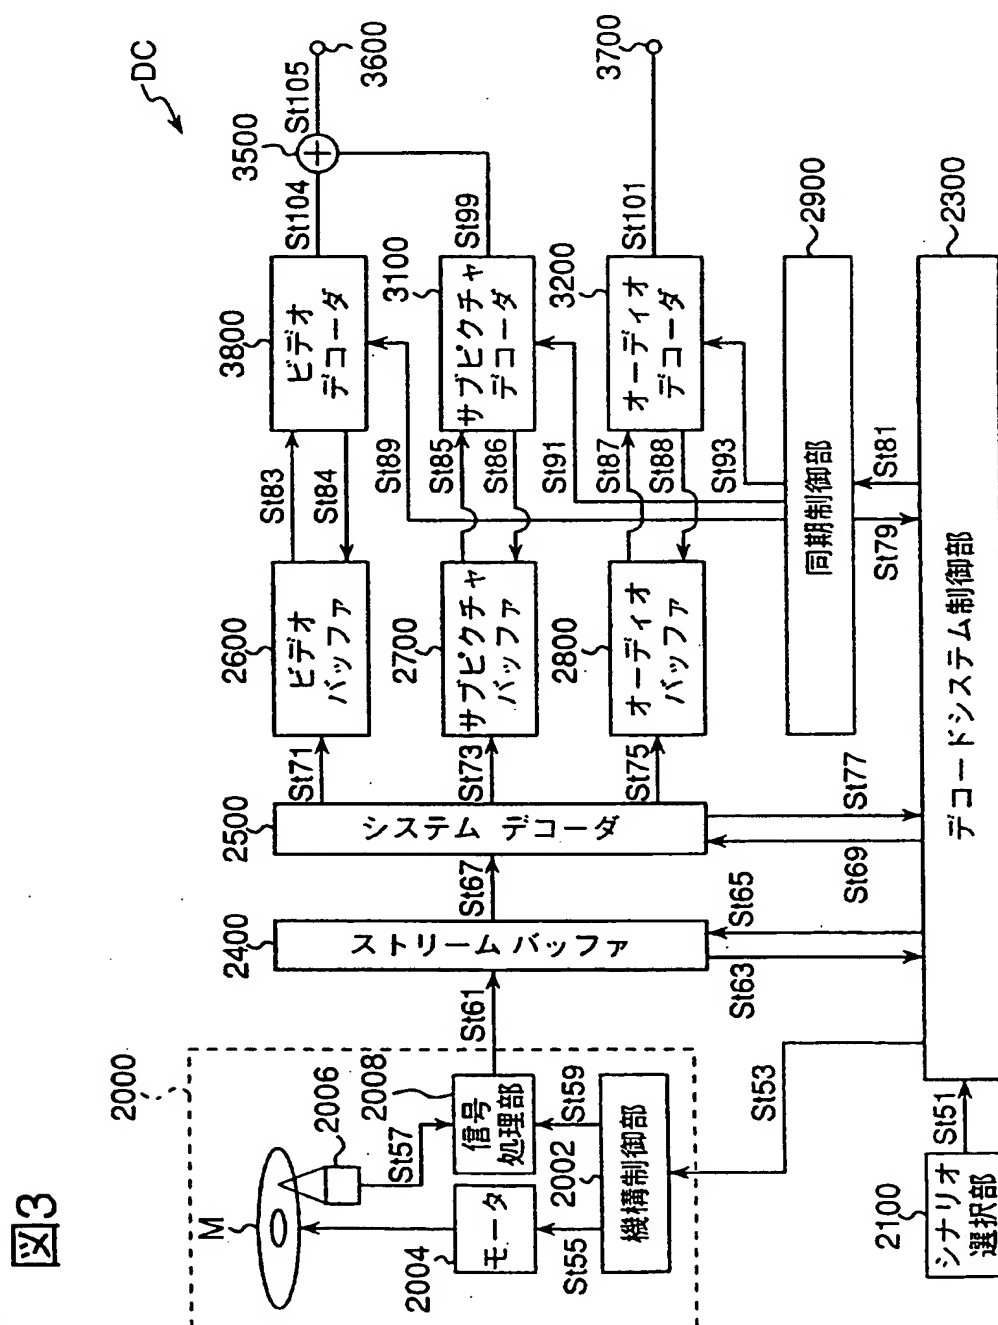 図3
DC
2000
M
2006
2008
信号
処理部
St57
2004
モータ
St55
2002
St59
機構制御部
St61
2400
ストリーム バッファ
St63
St65
St67
2500
システム デコーダ
St69
St77
St71
St73
St75
2600
ビデオ
バッファ
2700
サブピクチャ
バッファ
2800
オーディオ
バッファ
St83
St84
St89
St85
St86
St91
St87
St88
St93
3800
ビデオ
デコーダ
3100
サブピクチャ
デコーダ
3200
オーディオ
デコーダ
St104
3500
St105
3600
St99
St101
3700
2900
同期制御部
St79
St81
2300
デコードシステム制御部
St53
St51
2100
シナリオ
選択部